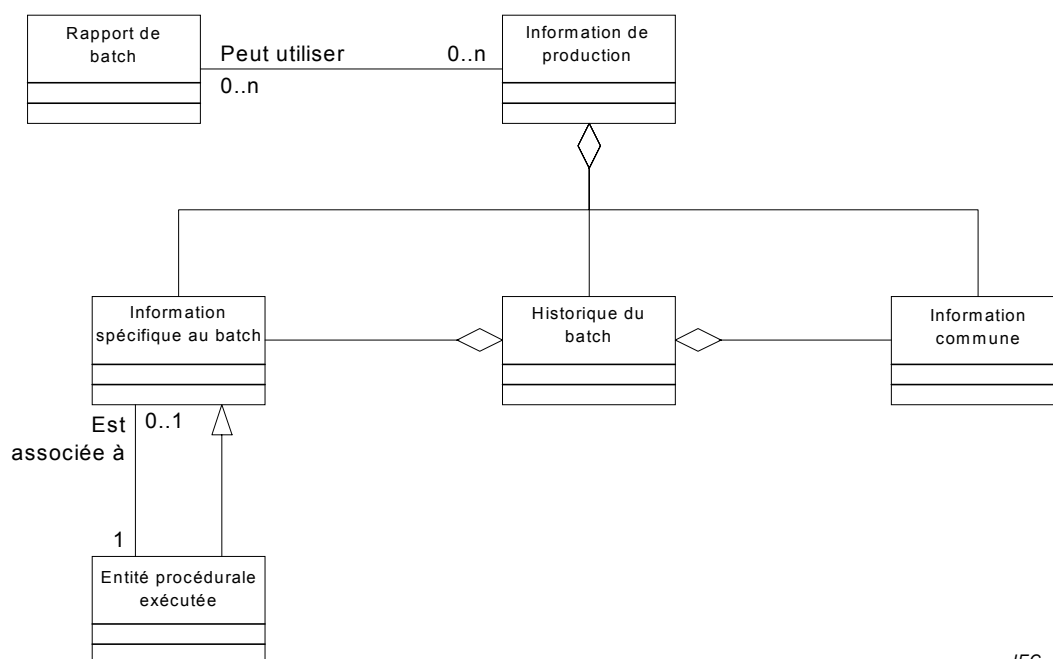 Rapport de
batch
Peut utiliser
0..n
0..n
Information de
production
Information
spécifique au batch
Historique du
batch
Information
commune
Est
associée à
0..1
1
Entité procédurale
exécutée
IEC